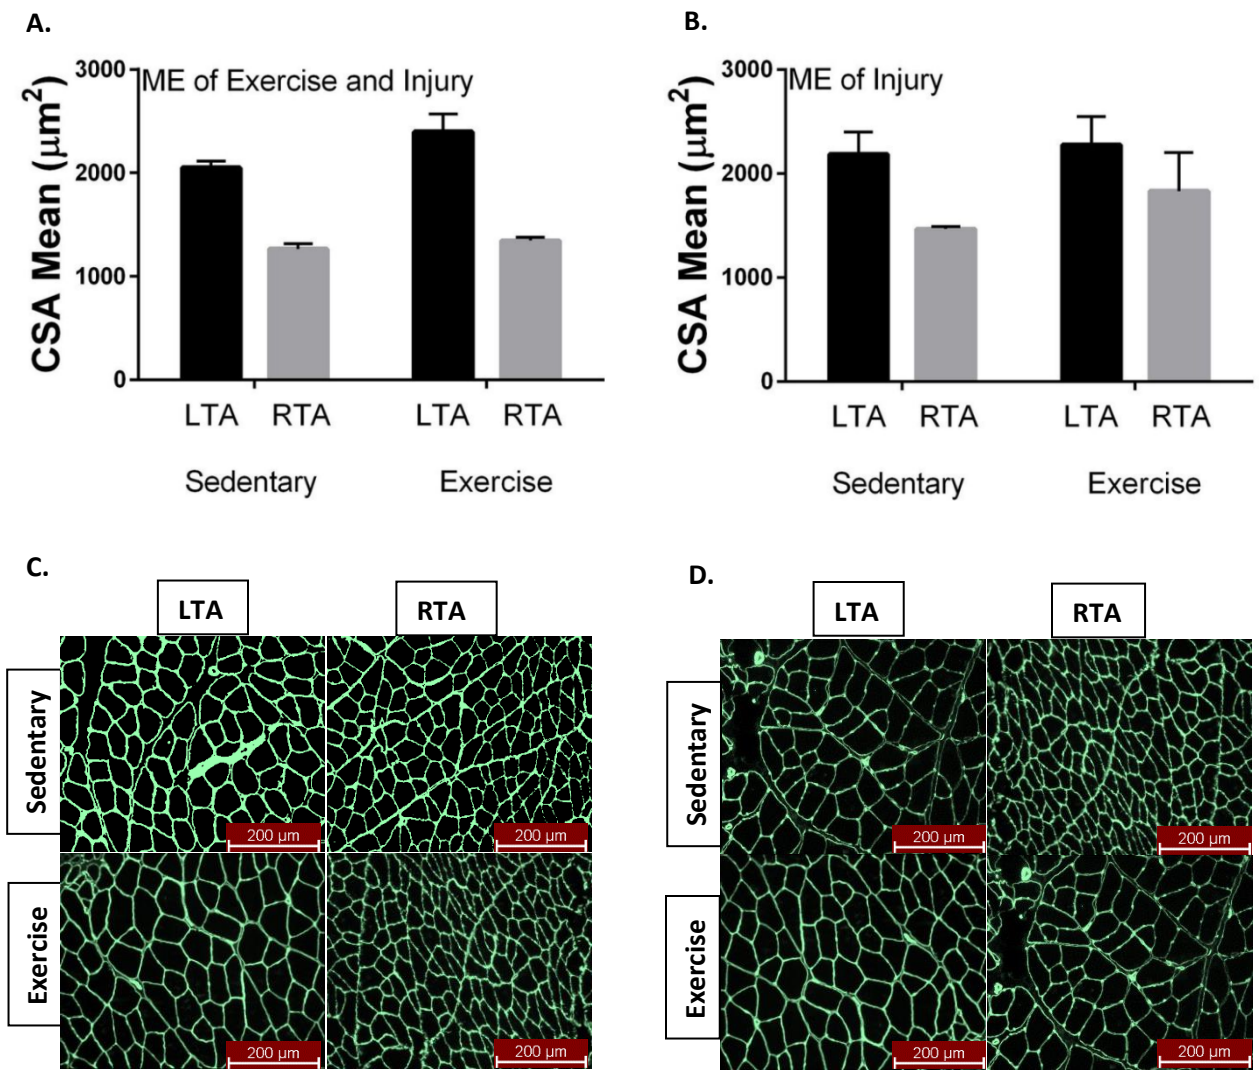 A.
3000
ME of Exercise and Injury
2000
1000
0
CSA Mean (μm²)
LTA RTA LTA RTA
Sedentary Exercise
B.
3000
ME of Injury
2000
1000
0
CSA Mean (μm²)
LTA RTA LTA RTA
Sedentary Exercise
C.
LTA RTA
Sedentary
200 μm 200 μm
Exercise
200 μm 200 μm
D.
LTA RTA
Sedentary
200 μm 200 μm
Exercise
200 μm 200 μm